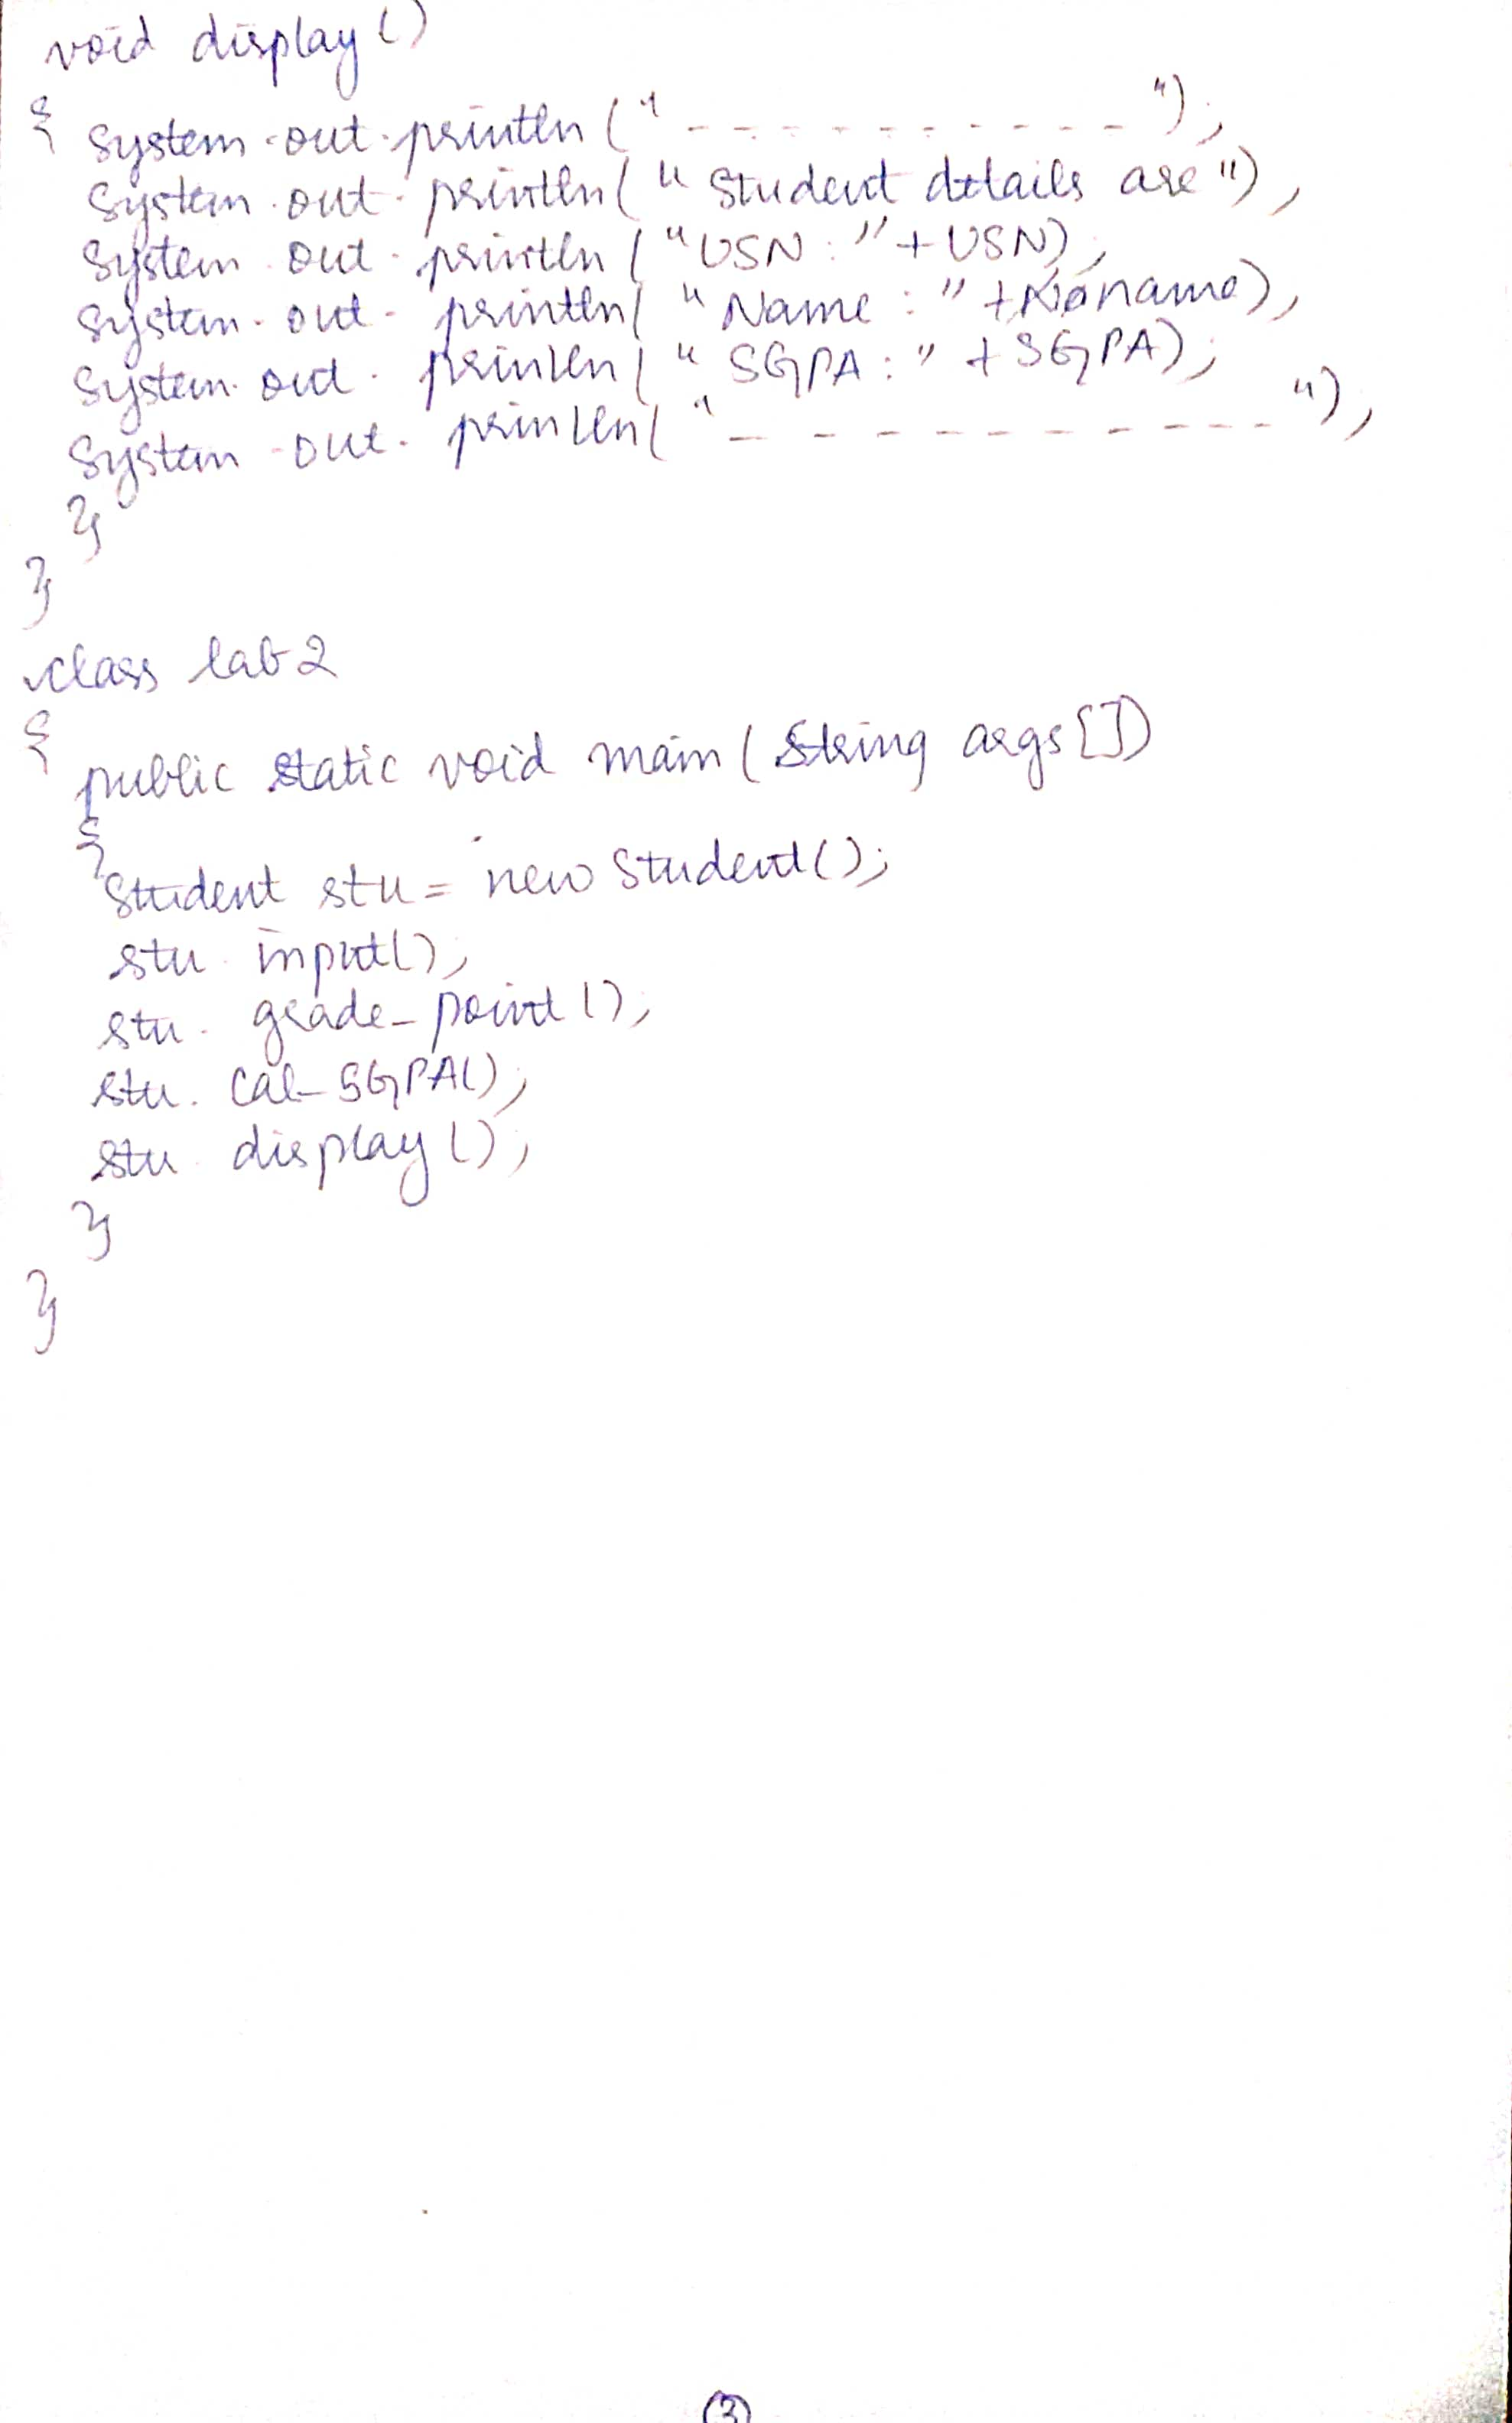 void display()
{ System.out.println("- - - - - - - - - - -");
System.out.println("Student details are");
System.out.println("USN: "+USN);
System.out.println("Name : "+name);
System.out.println("SGPA: "+SGPA);
System.out.println("- - - - - - - - - - -");
}
}
class lab2
{
public static void main(String args[])
{
Student stu = new Student();
stu.input();
stu.grade_point();
stu.cal_SGPA();
stu.display();
}
}
3